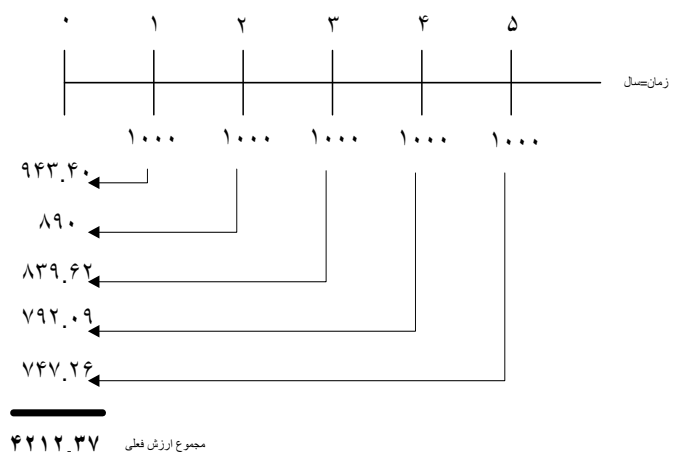 ۰ ۱ ۲ ۳ ۴ ۵
زمان=سال
۱۰۰۰ ۱۰۰۰ ۱۰۰۰ ۱۰۰۰ ۱۰۰۰
۹۴۳.۴۰
۸۹۰
۸۳۹.۶۲
۷۹۲.۰۹
۷۴۷.۲۶
۴۲۱۲.۳۷ مجموع ارزش فعلی